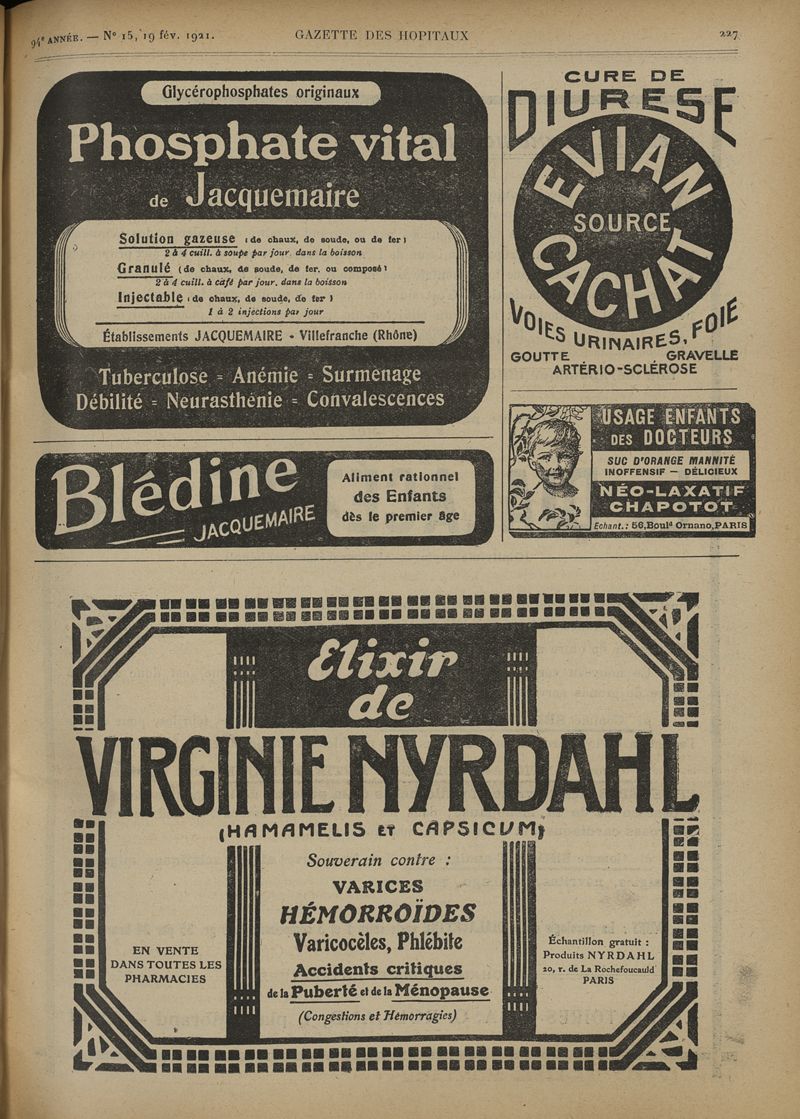 94e ANNÉE. — No 15, 19 fév. 1921.
GAZETTE DES HOPITAUX
227
Glycérophosphates originaux
Phosphate vital
de Jacquemaire
Solution gazeuse (de chaux, de soude, ou de fer)
2 à 4 cuill. à soupe par jour dans la boisson
Granulé (de chaux, de soude, de fer, ou composé)
2 à 4 cuill. à café par jour, dans la boisson
Injectable (de chaux, de soude, de fer)
1 à 2 injections par jour
Établissements JACQUEMAIRE - Villefranche (Rhône)
Tuberculose = Anémie = Surmenage
Débilité = Neurasthénie = Convalescences
Blédine
JACQUEMAIRE
Aliment rationnel
des Enfants
dès le premier âge
CURE DE
DIURESE
EVIAN
SOURCE
CACHAT
VOIES URINAIRES, FOIE
GOUTTE GRAVELLE
ARTÉRIO-SCLÉROSE
USAGE ENFANTS
DES DOCTEURS
SUC D'ORANGE MANNITÉ
INOFFENSIF — DÉLICIEUX
NÉO-LAXATIF
CHAPOTOT
Echant.: 56, Bould Ornano, PARIS
Elixir
de
VIRGINIE NYRDAHL
(HAMAMELIS ET CAPSICUM)
Souverain contre :
VARICES
HÉMORROÏDES
Varicocèles, Phlébite
Accidents critiques
de la Puberté et de la Ménopause
(Congestions et Hémorragies)
EN VENTE
DANS TOUTES LES
PHARMACIES
Échantillon gratuit :
Produits NYRDAHL
20, r. de La Rochefoucauld
PARIS